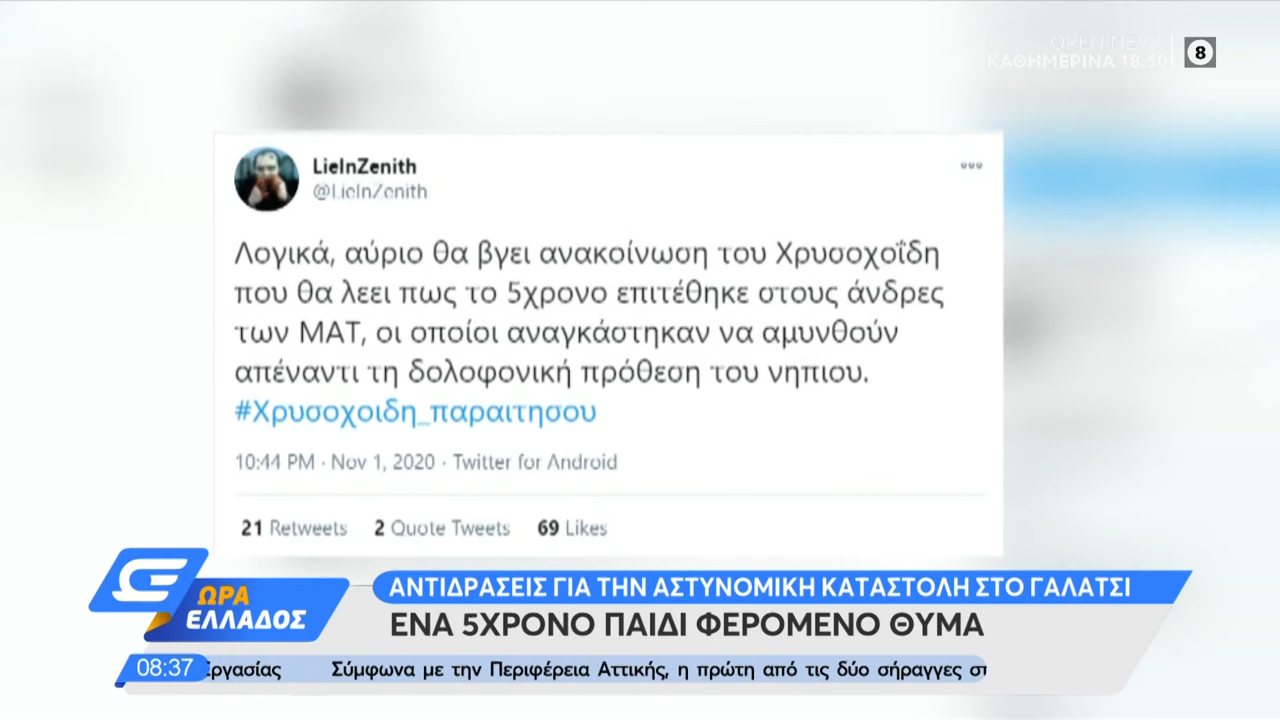 OPEN NEWS
ΚΑΘΗΜΕΡΙΝΑ 18:50
8
LieInZenith
@LieInZenith
Λογικά, αύριο θα βγει ανακοίνωση του Χρυσοχοΐδη
που θα λεει πως το 5χρονο επιτέθηκε στους άνδρες
των ΜΑΤ, οι οποίοι αναγκάστηκαν να αμυνθούν
απέναντι τη δολοφονική πρόθεση του νηπιου.
#Χρυσοχοιδη_παραιτησου
10:44 PM · Nov 1, 2020 · Twitter for Android
21 Retweets 2 Quote Tweets 69 Likes
ΩΡΑ
ΕΛΛΑΔΟΣ
ΑΝΤΙΔΡΑΣΕΙΣ ΓΙΑ ΤΗΝ ΑΣΤΥΝΟΜΙΚΗ ΚΑΤΑΣΤΟΛΗ ΣΤΟ ΓΑΛΑΤΣΙ
ΕΝΑ 5ΧΡΟΝΟ ΠΑΙΔΙ ΦΕΡΟΜΕΝΟ ΘΥΜΑ
08:37 Εργασίας Σύμφωνα με την Περιφέρεια Αττικής, η πρώτη από τις δύο σήραγγες στ